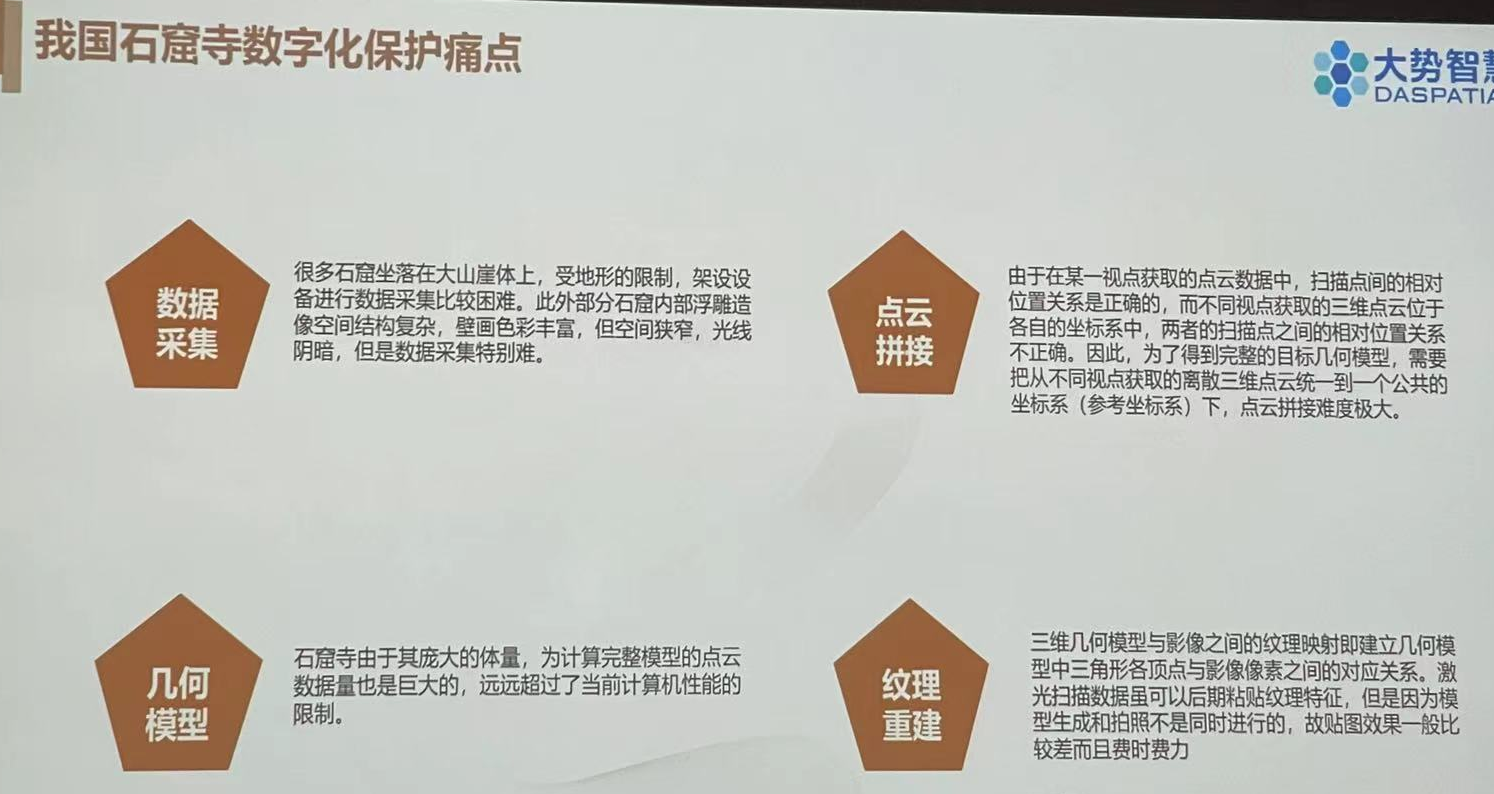 我国石窟寺数字化保护痛点
大势智慧
DASPATIA
数据
采集
很多石窟坐落在大山崖体上，受地形的限制，架设设
备进行数据采集比较困难。此外部分石窟内部浮雕造
像空间结构复杂，壁画色彩丰富，但空间狭窄，光线
阴暗，但是数据采集特别难。
点云
拼接
由于在某一视点获取的点云数据中，扫描点间的相对
位置关系是正确的，而不同视点获取的三维点云位于
各自的坐标系中，两者的扫描点之间的相对位置关系
不正确。因此，为了得到完整的目标几何模型，需要
把从不同视点获取的离散三维点云统一到一个公共的
坐标系（参考坐标系）下，点云拼接难度极大。
几何
模型
石窟寺由于其庞大的体量，为计算完整模型的点云
数据量也是巨大的，远远超过了当前计算机性能的
限制。
纹理
重建
三维几何模型与影像之间的纹理映射即建立几何模
型中三角形各顶点与影像像素之间的对应关系。激
光扫描数据虽可以后期粘贴纹理特征，但是因为模
型生成和拍照不是同时进行的，故贴图效果一般比
较差而且费时费力